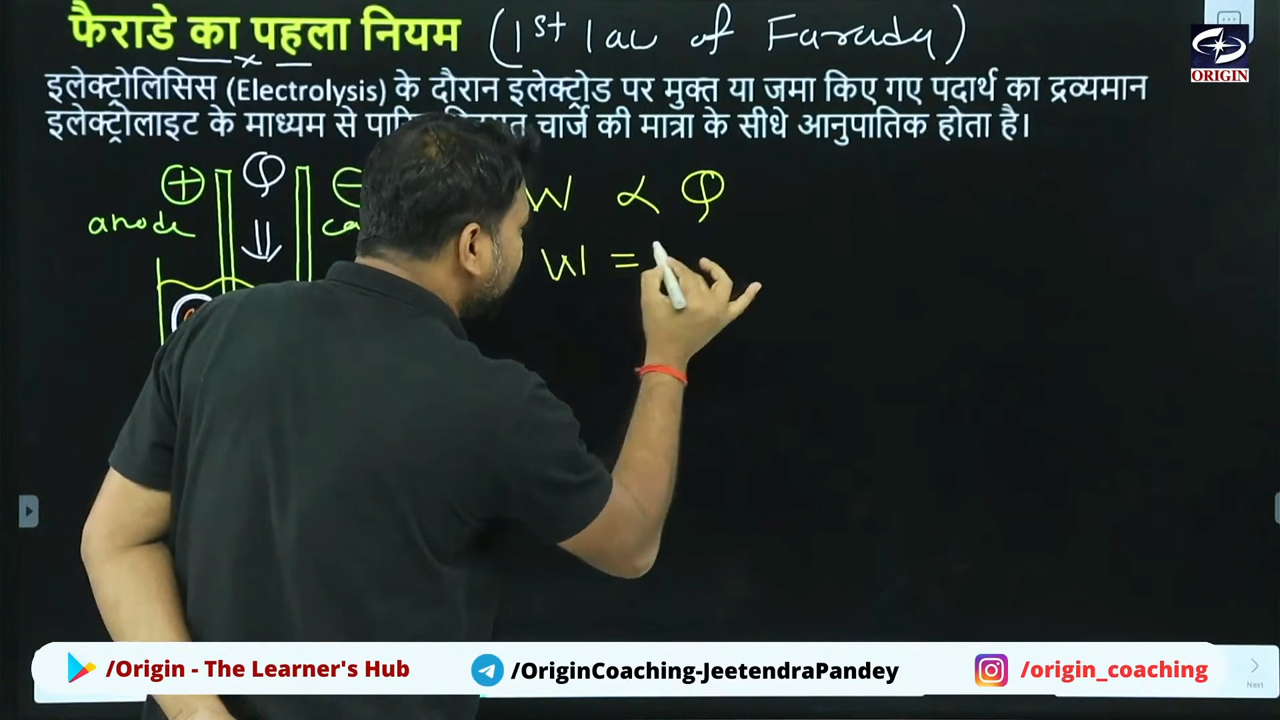 फैराडे का पहला नियम (1st law of Faraday)
ORIGIN
इलेक्ट्रोलिसिस (Electrolysis) के दौरान इलेक्ट्रोड पर मुक्त या जमा किए गए पदार्थ का द्रव्यमान
इलेक्ट्रोलाइट के माध्यम से चार्ज की मात्रा के सीधे आनुपातिक होता है।
+ Q −
anode
W ∝ Q
W =
/Origin - The Learner's Hub
/OriginCoaching-JeetendraPandey
/origin_coaching
Next